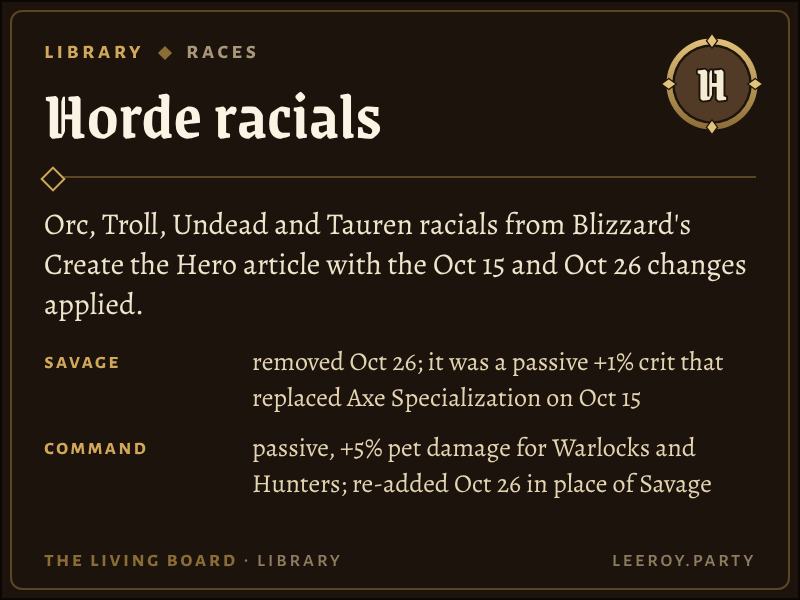 LIBRARY ◆ RACES
H
Horde racials
Orc, Troll, Undead and Tauren racials from Blizzard's
Create the Hero article with the Oct 15 and Oct 26 changes
applied.
SAVAGE removed Oct 26; it was a passive +1% crit that
replaced Axe Specialization on Oct 15
COMMAND passive, +5% pet damage for Warlocks and
Hunters; re-added Oct 26 in place of Savage
THE LIVING BOARD · LIBRARY LEEROY.PARTY